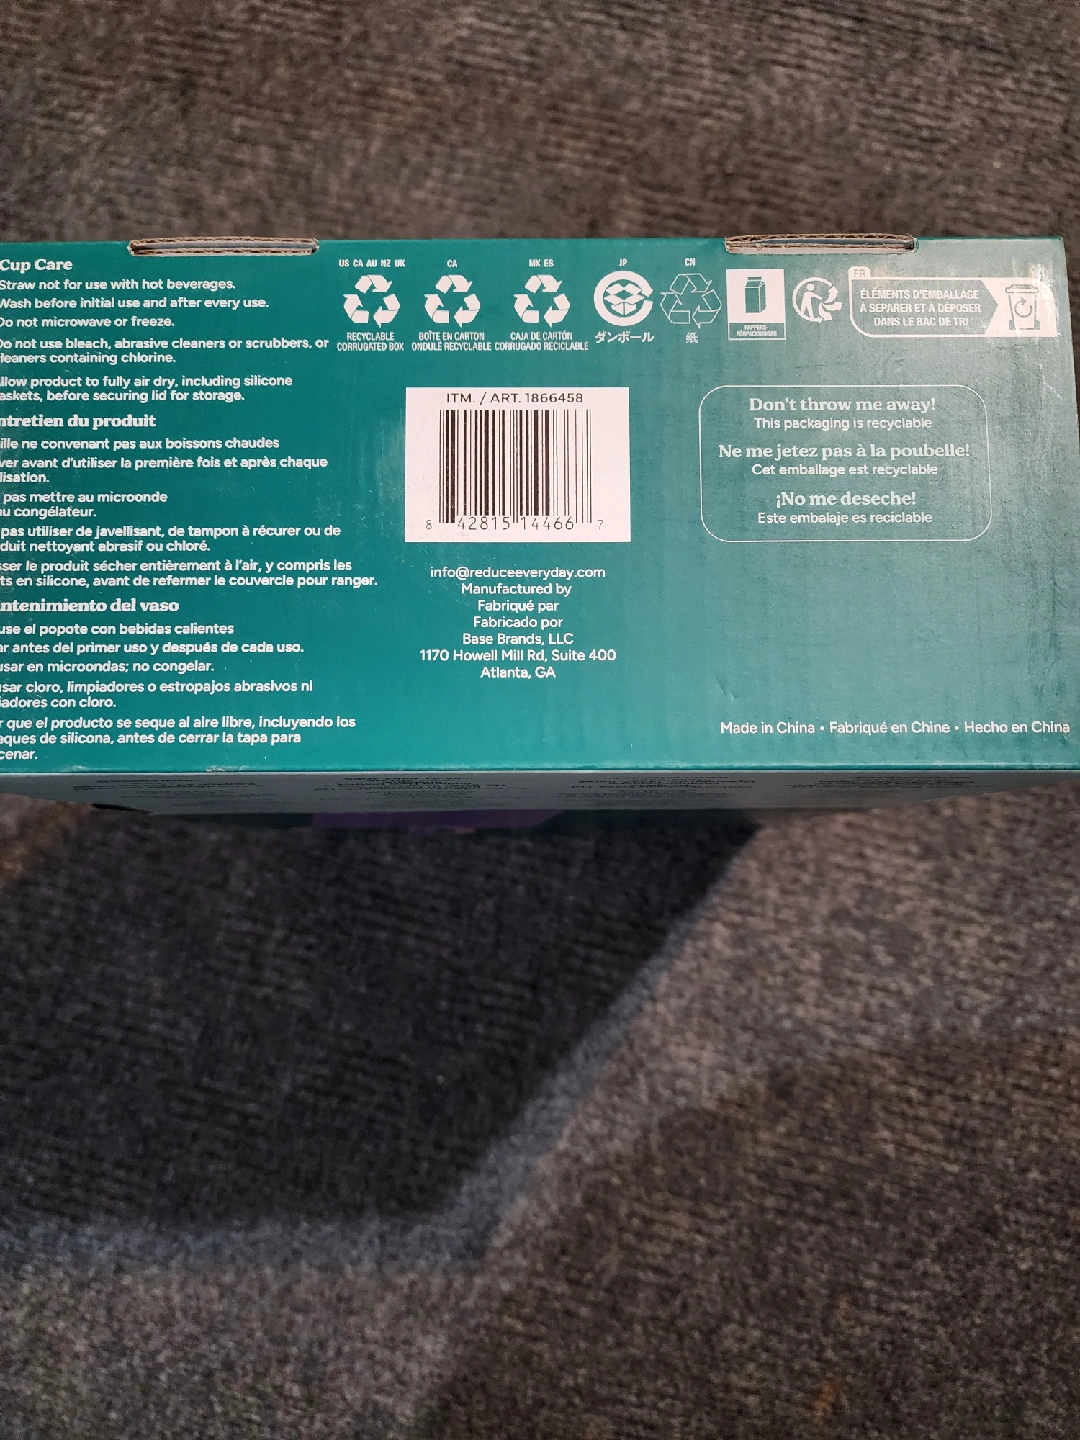 Cup Care
Straw not for use with hot beverages.
Wash before initial use and after every use.
Do not microwave or freeze.
Do not use bleach, abrasive cleaners or scrubbers, or
leaners containing chlorine.
llow product to fully air dry, including silicone
askets, before securing lid for storage.
ntretien du produit
ille ne convenant pas aux boissons chaudes
ver avant d'utiliser la première fois et après chaque
lisation.
pas mettre au microonde
u congélateur.
pas utiliser de javellisant, de tampon à récurer ou de
duit nettoyant abrasif ou chloré.
sser le produit sécher entièrement à l'air, y compris les
ts en silicone, avant de refermer le couvercle pour ranger.
ntenimiento del vaso
use el popote con bebidas calientes
ar antes del primer uso y después de cada uso.
usar en microondas; no congelar.
sar cloro, limpiadores o estropajos abrasivos ni
iadores con cloro.
r que el producto se seque al aire libre, incluyendo los
aques de silicona, antes de cerrar la tapa para
cenar.
US CA AU NZ UK
RECYCLABLE
CORRUGATED BOX
CA
BOÎTE EN CARTON
ONDULÉ RECYCLABLE
MX ES
CAJA DE CARTÓN
CORRUGADO RECICLABLE
JP
ダンボール
CN
纸
PAPPERS-
FÖRPACKNINGAR
FR
ÉLÉMENTS D'EMBALLAGE
À SÉPARER ET À DÉPOSER
DANS LE BAC DE TRI
ITM. / ART. 1866458
8 42815 14466 7
info@reduceeveryday.com
Manufactured by
Fabriqué par
Fabricado por
Base Brands, LLC
1170 Howell Mill Rd, Suite 400
Atlanta, GA
Don't throw me away!
This packaging is recyclable
Ne me jetez pas à la poubelle!
Cet emballage est recyclable
¡No me deseche!
Este embalaje es reciclable
Made in China • Fabriqué en Chine • Hecho en China